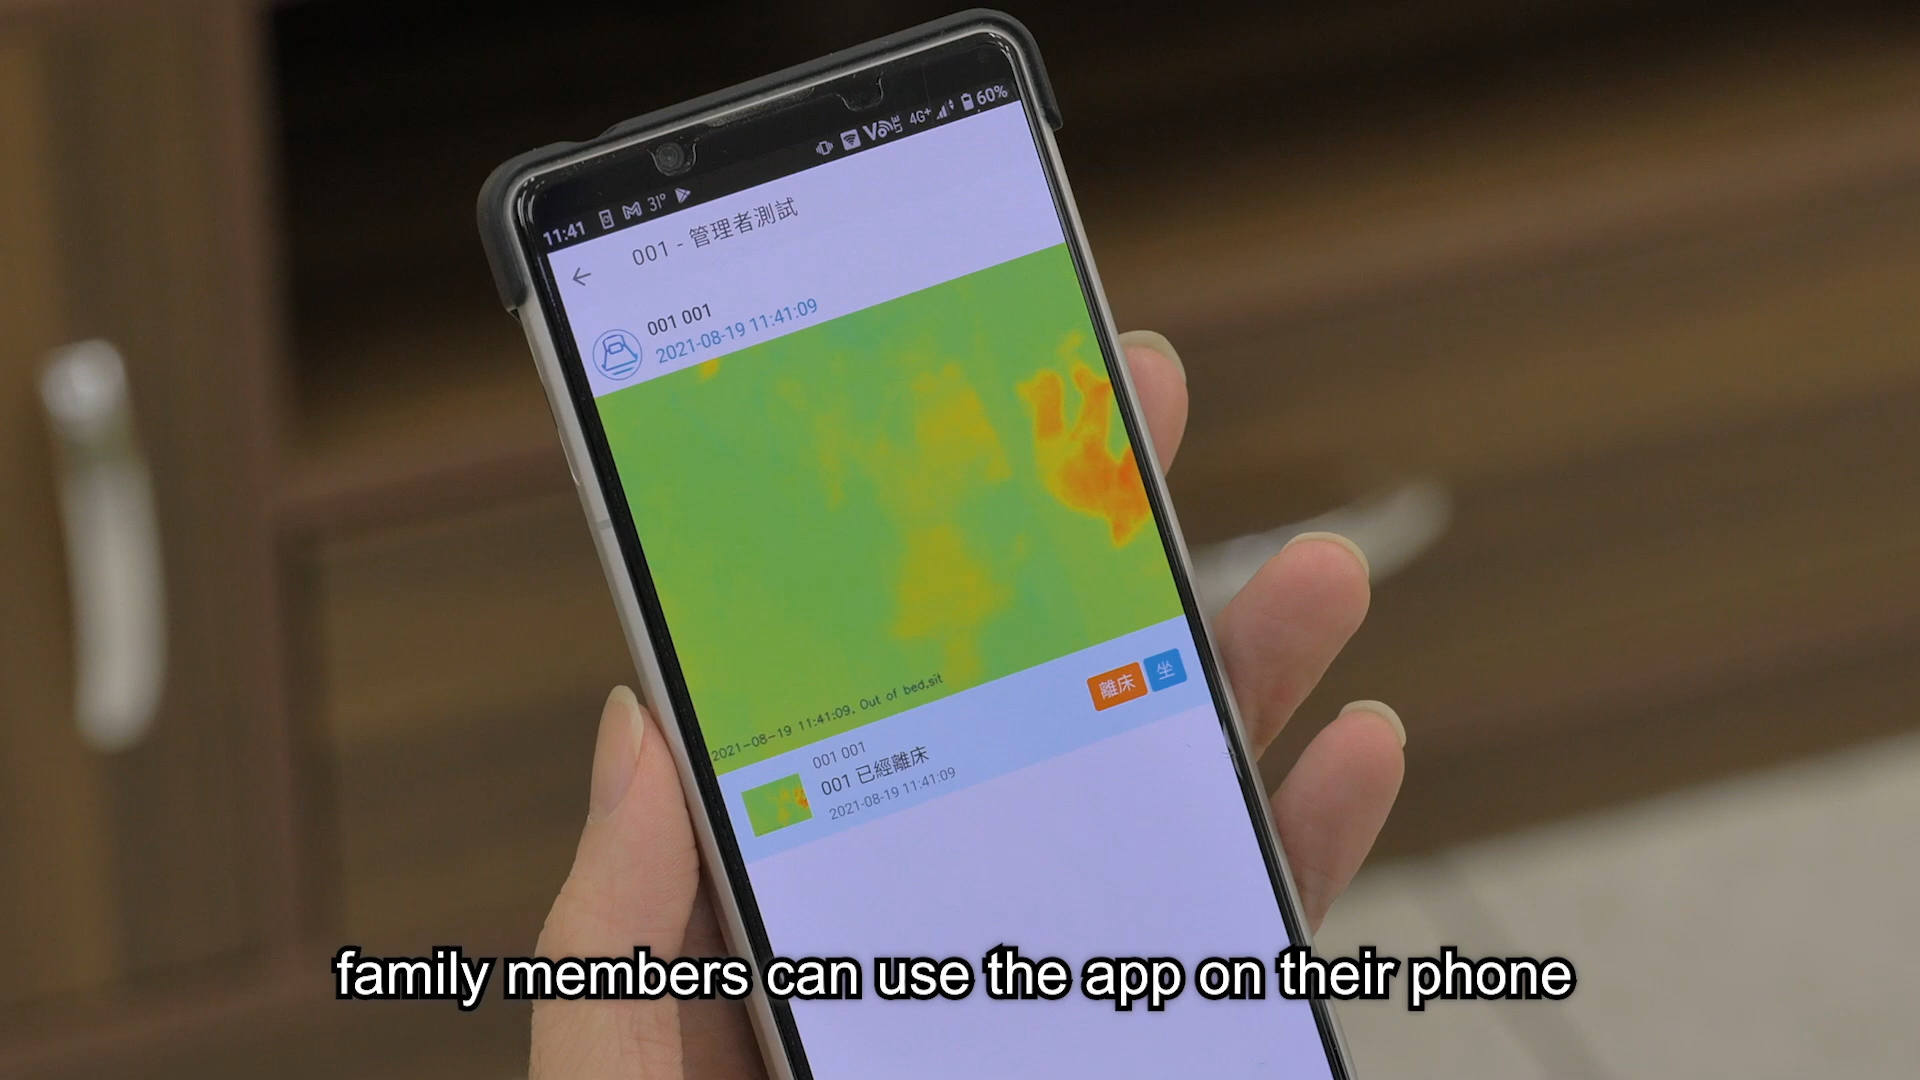 11:41 31° 4G+ 60%
001 - 管理者測試
001 001
2021-08-19 11:41:09
2021-08-19 11:41:09, Out of bed,sit
離床 坐
001 001
001 已經離床
2021-08-19 11:41:09
family members can use the app on their phone